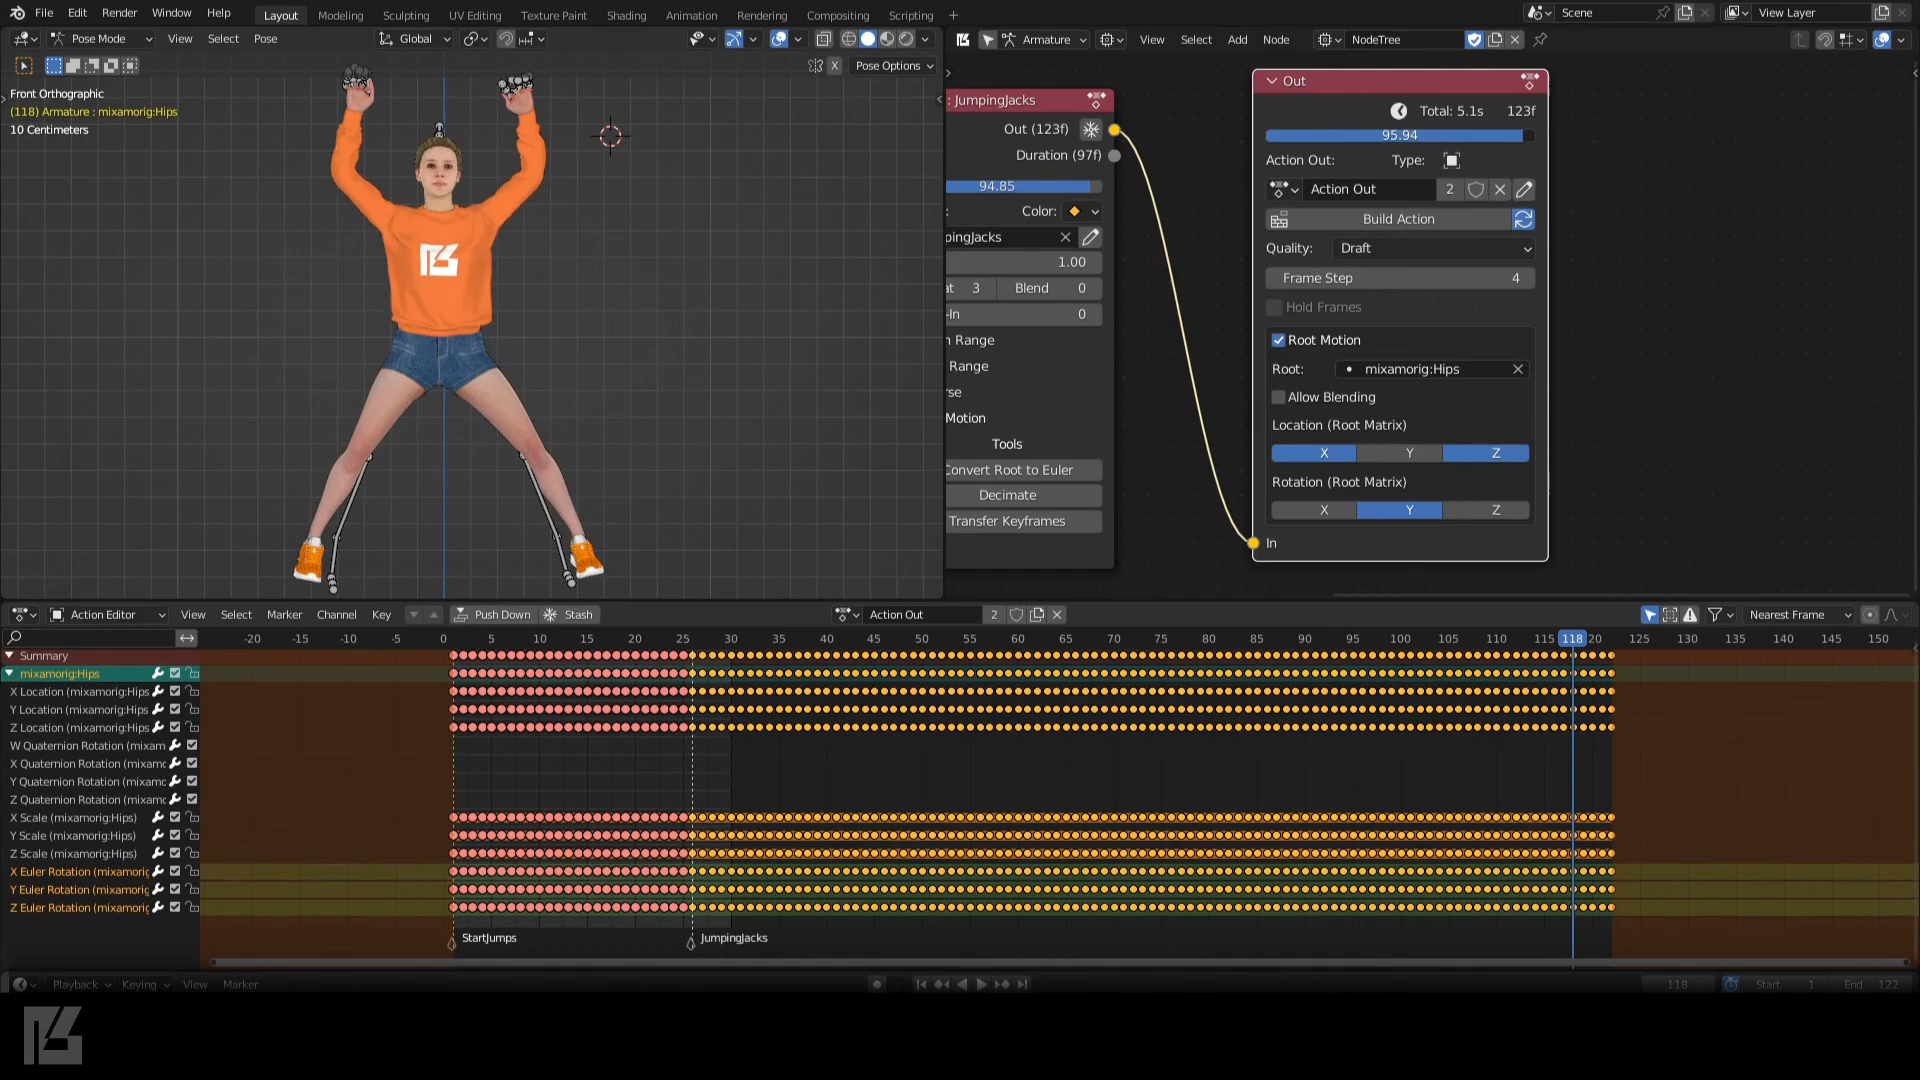 File Edit Render Window Help Layout Modeling Sculpting UV Editing Texture Paint Shading Animation Rendering Compositing Scripting + Scene View Layer
Pose Mode View Select Pose Global
Armature View Select Add Node NodeTree
X Pose Options
Front Orthographic
(118) Armature : mixamorig:Hips
10 Centimeters
: JumpingJacks
Out (123f)
Duration (97f)
94.85
: Color:
pingJacks
1.00
at 3 Blend 0
-In 0
n Range
Range
rse
Motion
Tools
Convert Root to Euler
Decimate
Transfer Keyframes
Out
Total: 5.1s 123f
95.94
Action Out: Type:
Action Out 2
Build Action
Quality: Draft
Frame Step 4
Hold Frames
Root Motion
Root: mixamorig:Hips
Allow Blending
Location (Root Matrix)
X Y Z
Rotation (Root Matrix)
X Y Z
In
Action Editor View Select Marker Channel Key Push Down Stash Action Out 2 Nearest Frame
-20 -15 -10 -5 0 5 10 15 20 25 30 35 40 45 50 55 60 65 70 75 80 85 90 95 100 105 110 115 118 20 125 130 135 140 145 150
Summary
mixamorig:Hips
X Location (mixamorig:Hips
Y Location (mixamorig:Hips
Z Location (mixamorig:Hips
W Quaternion Rotation (mixam
X Quaternion Rotation (mixamo
Y Quaternion Rotation (mixamo
Z Quaternion Rotation (mixamo
X Scale (mixamorig:Hips)
Y Scale (mixamorig:Hips)
Z Scale (mixamorig:Hips)
X Euler Rotation (mixamorig
Y Euler Rotation (mixamorig
Z Euler Rotation (mixamorig
StartJumps JumpingJacks
Playback Keying View Marker 118 Start 1 End 122